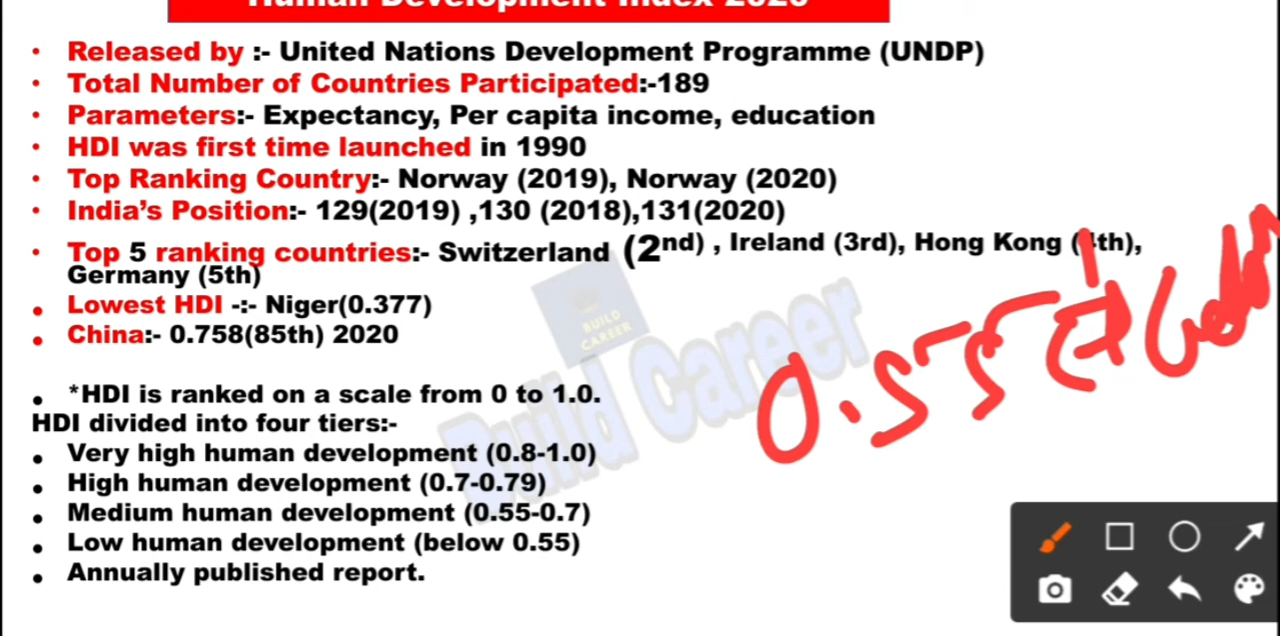 Human Development Index 2020
• Released by :- United Nations Development Programme (UNDP)
• Total Number of Countries Participated:-189
• Parameters:- Expectancy, Per capita income, education
• HDI was first time launched in 1990
• Top Ranking Country:- Norway (2019), Norway (2020)
• India's Position:- 129(2019) ,130 (2018),131(2020)
• Top 5 ranking countries:- Switzerland (2nd) , Ireland (3rd), Hong Kong (4th),
Germany (5th)
• Lowest HDI -:- Niger(0.377)
• China:- 0.758(85th) 2020
BUILD
CAREER
Build Career
0.55
• *HDI is ranked on a scale from 0 to 1.0.
HDI divided into four tiers:-
• Very high human development (0.8-1.0)
• High human development (0.7-0.79)
• Medium human development (0.55-0.7)
• Low human development (below 0.55)
• Annually published report.